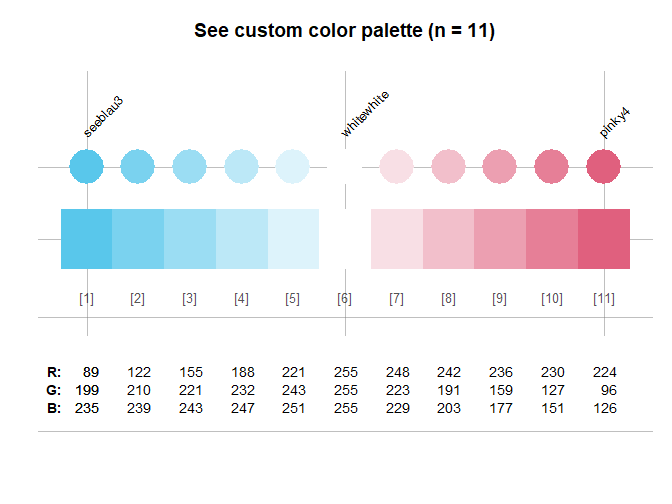 See custom color palette (n = 11)
seeblau3 white white pinky4
[1] [2] [3] [4] [5] [6] [7] [8] [9] [10] [11]
R: 89 122 155 188 221 255 248 242 236 230 224
G: 199 210 221 232 243 255 223 191 159 127 96
B: 235 239 243 247 251 255 229 203 177 151 126